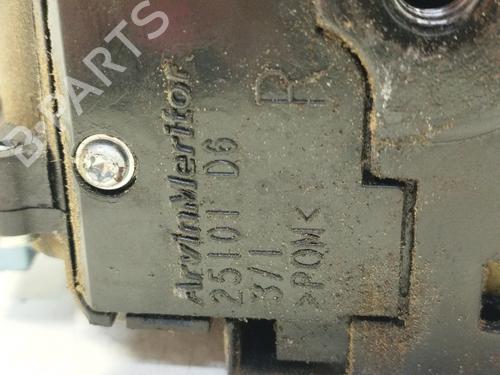 B-PARTS
R
ArvinMeritor
25101 D6
3/1
>POM<